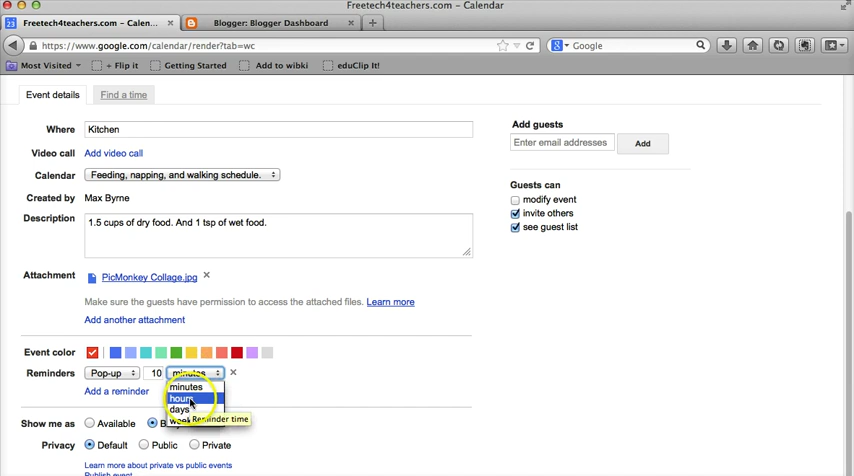 Freetech4teachers.com – Calendar
Freetech4teachers.com – Calen... × Blogger: Blogger Dashboard × +
https://www.google.com/calendar/render?tab=wc Google
Most Visited + Flip it Getting Started Add to wibki eduClip It!
Event details Find a time
Where Kitchen
Video call Add video call
Calendar Feeding, napping, and walking schedule.
Created by Max Byrne
Description 1.5 cups of dry food. And 1 tsp of wet food.
Attachment PicMonkey Collage.jpg ×
Make sure the guests have permission to access the attached files. Learn more
Add another attachment
Event color
Reminders Pop-up 10 minutes ×
minutes
Add a reminder
hours
days
Reminder time
Show me as Available
Privacy Default Public Private
Learn more about private vs public events
Publish event
Add guests
Enter email addresses Add
Guests can
modify event
invite others
see guest list